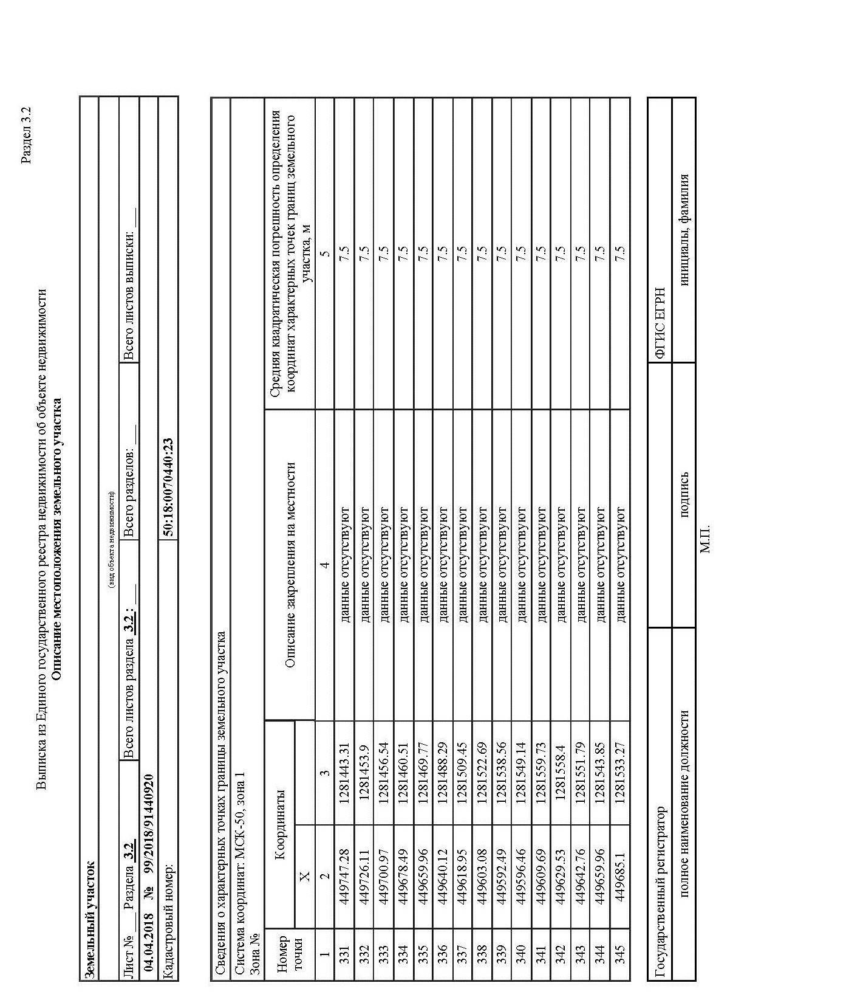 Раздел 3.2
Выписка из Единого государственного реестра недвижимости об объекте недвижимости
Описание местоположения земельного участка
Земельный участок
(вид объекта недвижимости)
Лист № ___ Раздела 3.2 Всего листов раздела 3.2 : ___ Всего разделов: ___ Всего листов выписки: ___
04.04.2018 № 99/2018/91440920
Кадастровый номер: 50:18:0070440:23
Сведения о характерных точках границы земельного участка
Система координат: МСК-50, зона 1
Зона №
Номер точки Координаты Описание закрепления на местности Средняя квадратическая погрешность определения координат характерных точек границ земельного участка, м
X
1 2 3 4 5
331 449747.28 1281443.31 данные отсутствуют 7.5
332 449726.11 1281453.9 данные отсутствуют 7.5
333 449700.97 1281456.54 данные отсутствуют 7.5
334 449678.49 1281460.51 данные отсутствуют 7.5
335 449659.96 1281469.77 данные отсутствуют 7.5
336 449640.12 1281488.29 данные отсутствуют 7.5
337 449618.95 1281509.45 данные отсутствуют 7.5
338 449603.08 1281522.69 данные отсутствуют 7.5
339 449592.49 1281538.56 данные отсутствуют 7.5
340 449596.46 1281549.14 данные отсутствуют 7.5
341 449609.69 1281559.73 данные отсутствуют 7.5
342 449629.53 1281558.4 данные отсутствуют 7.5
343 449642.76 1281551.79 данные отсутствуют 7.5
344 449659.96 1281543.85 данные отсутствуют 7.5
345 449685.1 1281533.27 данные отсутствуют 7.5
Государственный регистратор ФГИС ЕГРН
полное наименование должности подпись инициалы, фамилия
М.П.